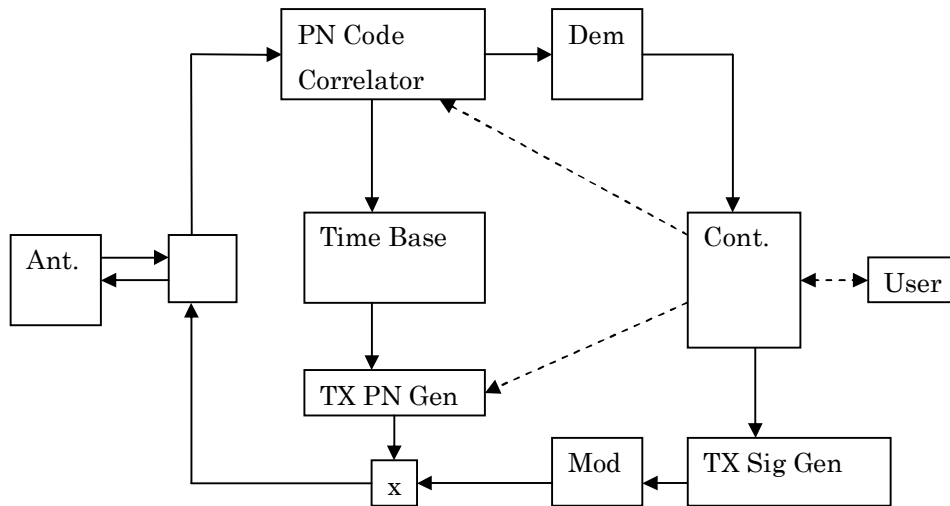 PN Code
Correlator
Dem
Ant.
Time Base
Cont.
User
TX PN Gen
x
Mod
TX Sig Gen